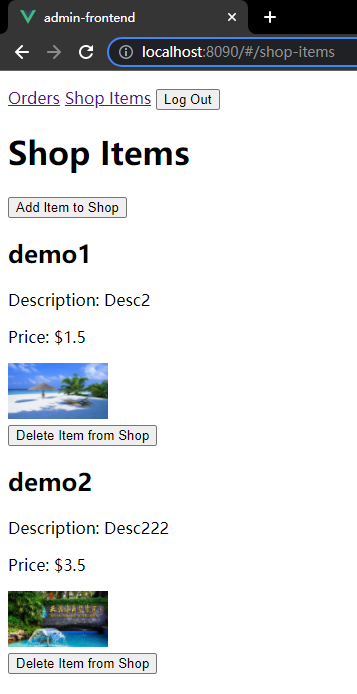 admin-frontend
localhost:8090/#/shop-items
Orders Shop Items Log Out
Shop Items
Add Item to Shop
demo1
Description: Desc2
Price: $1.5
Delete Item from Shop
demo2
Description: Desc222
Price: $3.5
Delete Item from Shop